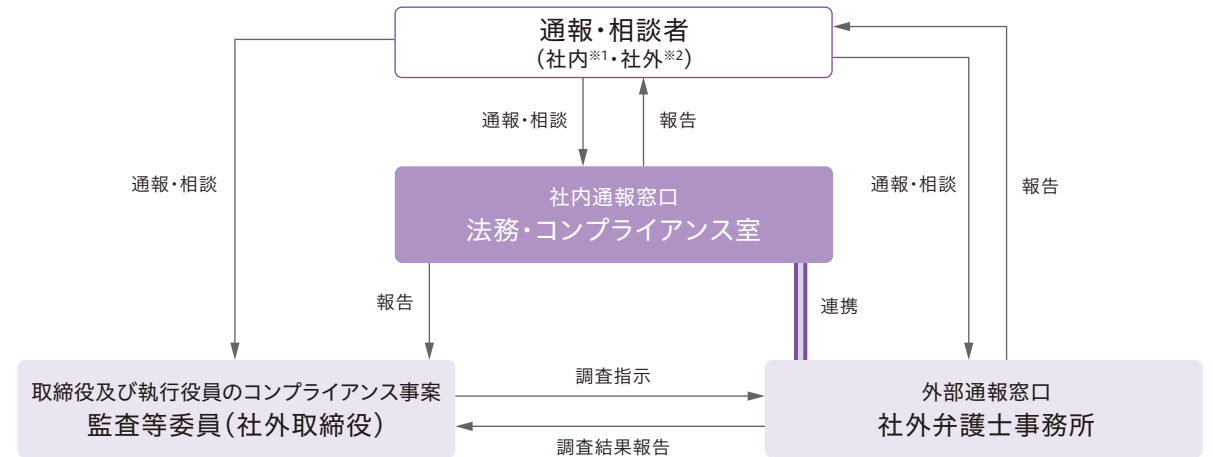 通報・相談者
（社内※1・社外※2）
通報・相談
報告
通報・相談
通報・相談
報告
社内通報窓口
法務・コンプライアンス室
報告
連携
取締役及び執行役員のコンプライアンス事案
監査等委員（社外取締役）
調査指示
調査結果報告
外部通報窓口
社外弁護士事務所